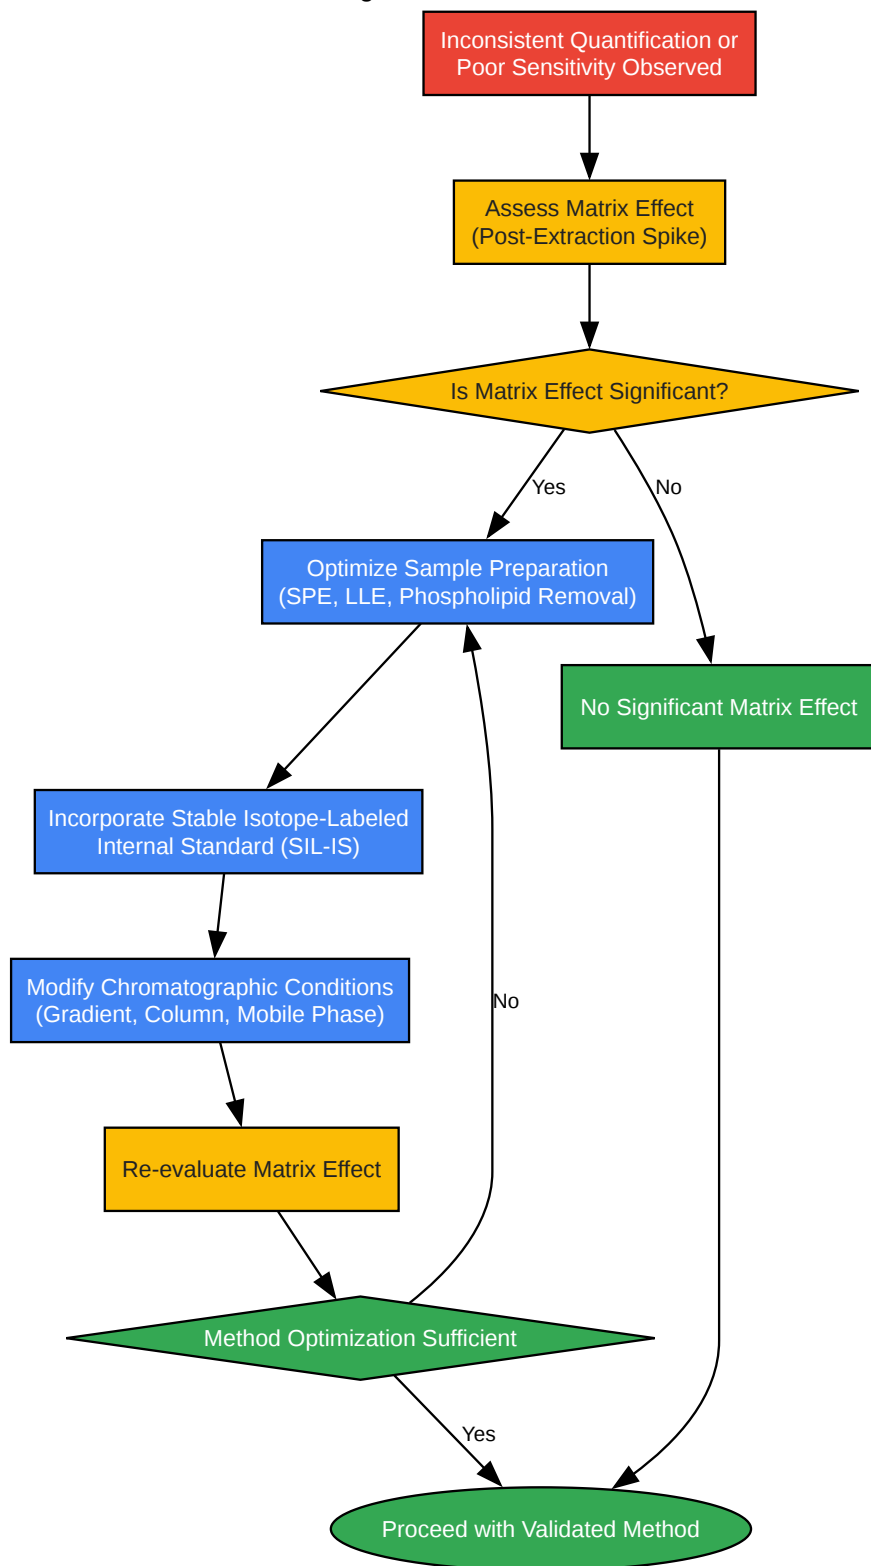 Inconsistent Quantification or
Poor Sensitivity Observed
Assess Matrix Effect
(Post-Extraction Spike)
Is Matrix Effect Significant?
Yes
No
Optimize Sample Preparation
(SPE, LLE, Phospholipid Removal)
No Significant Matrix Effect
Incorporate Stable Isotope-Labeled
Internal Standard (SIL-IS)
Modify Chromatographic Conditions
(Gradient, Column, Mobile Phase)
No
Re-evaluate Matrix Effect
Method Optimization Sufficient
Yes
Proceed with Validated Method